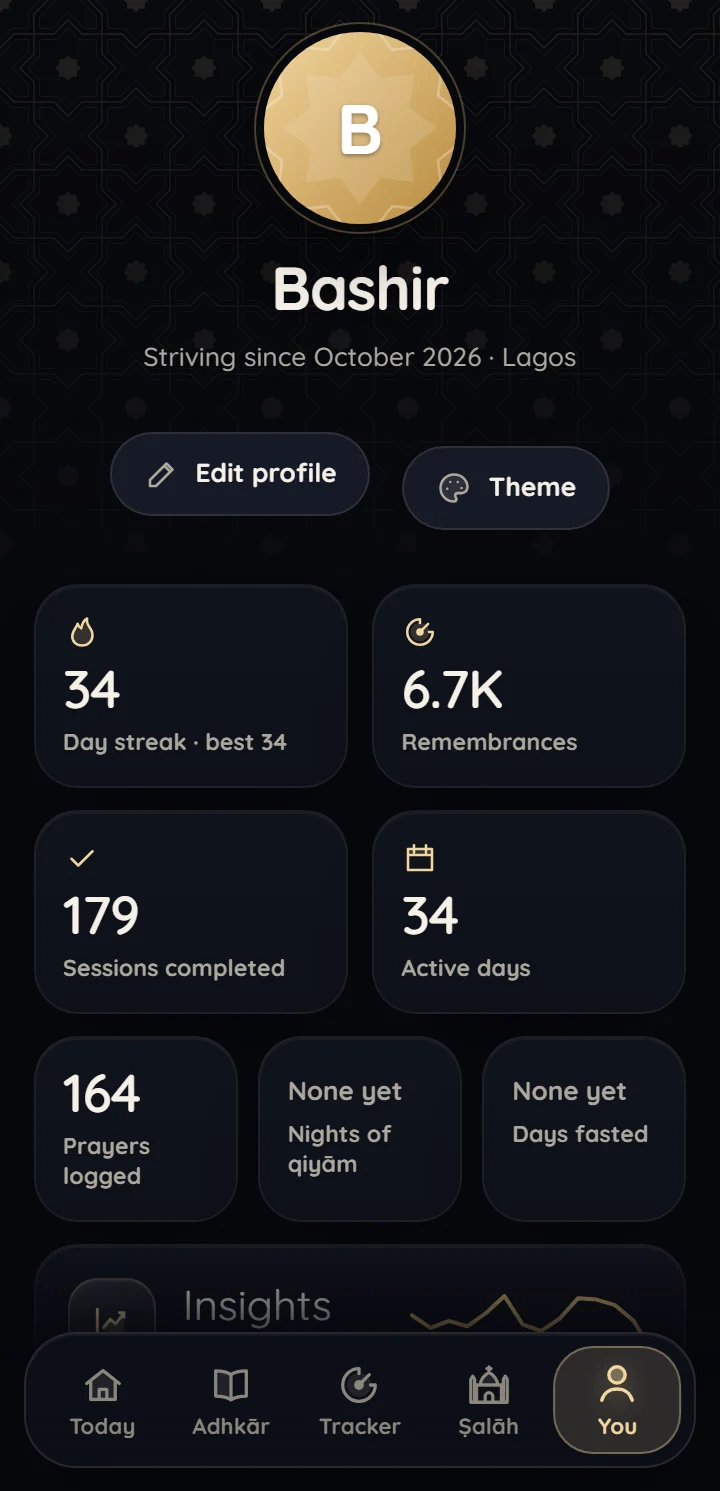 B
Bashir
Striving since October 2026 · Lagos
Edit profile
Theme
34
Day streak · best 34
6.7K
Remembrances
179
Sessions completed
34
Active days
164
Prayers
logged
None yet
Nights of
qiyām
None yet
Days fasted
Insights
Today
Adhkār
Tracker
Ṣalāh
You